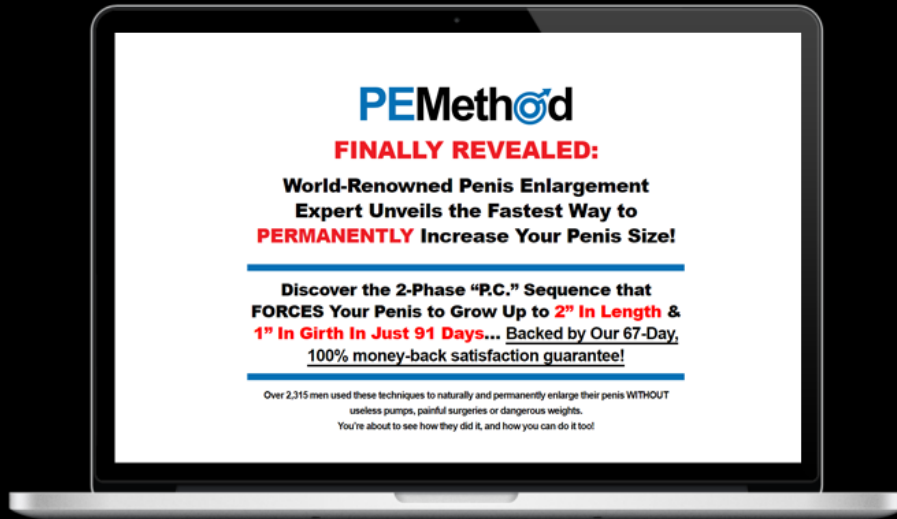 PEMethod
FINALLY REVEALED:
World-Renowned Penis Enlargement
Expert Unveils the Fastest Way to
PERMANENTLY Increase Your Penis Size!
Discover the 2-Phase “P.C.” Sequence that
FORCES Your Penis to Grow Up to 2” In Length &
1” In Girth In Just 91 Days... Backed by Our 67-Day,
100% money-back satisfaction guarantee!
Over 2,315 men used these techniques to naturally and permanently enlarge their penis WITHOUT
useless pumps, painful surgeries or dangerous weights.
You're about to see how they did it, and how you can do it too!